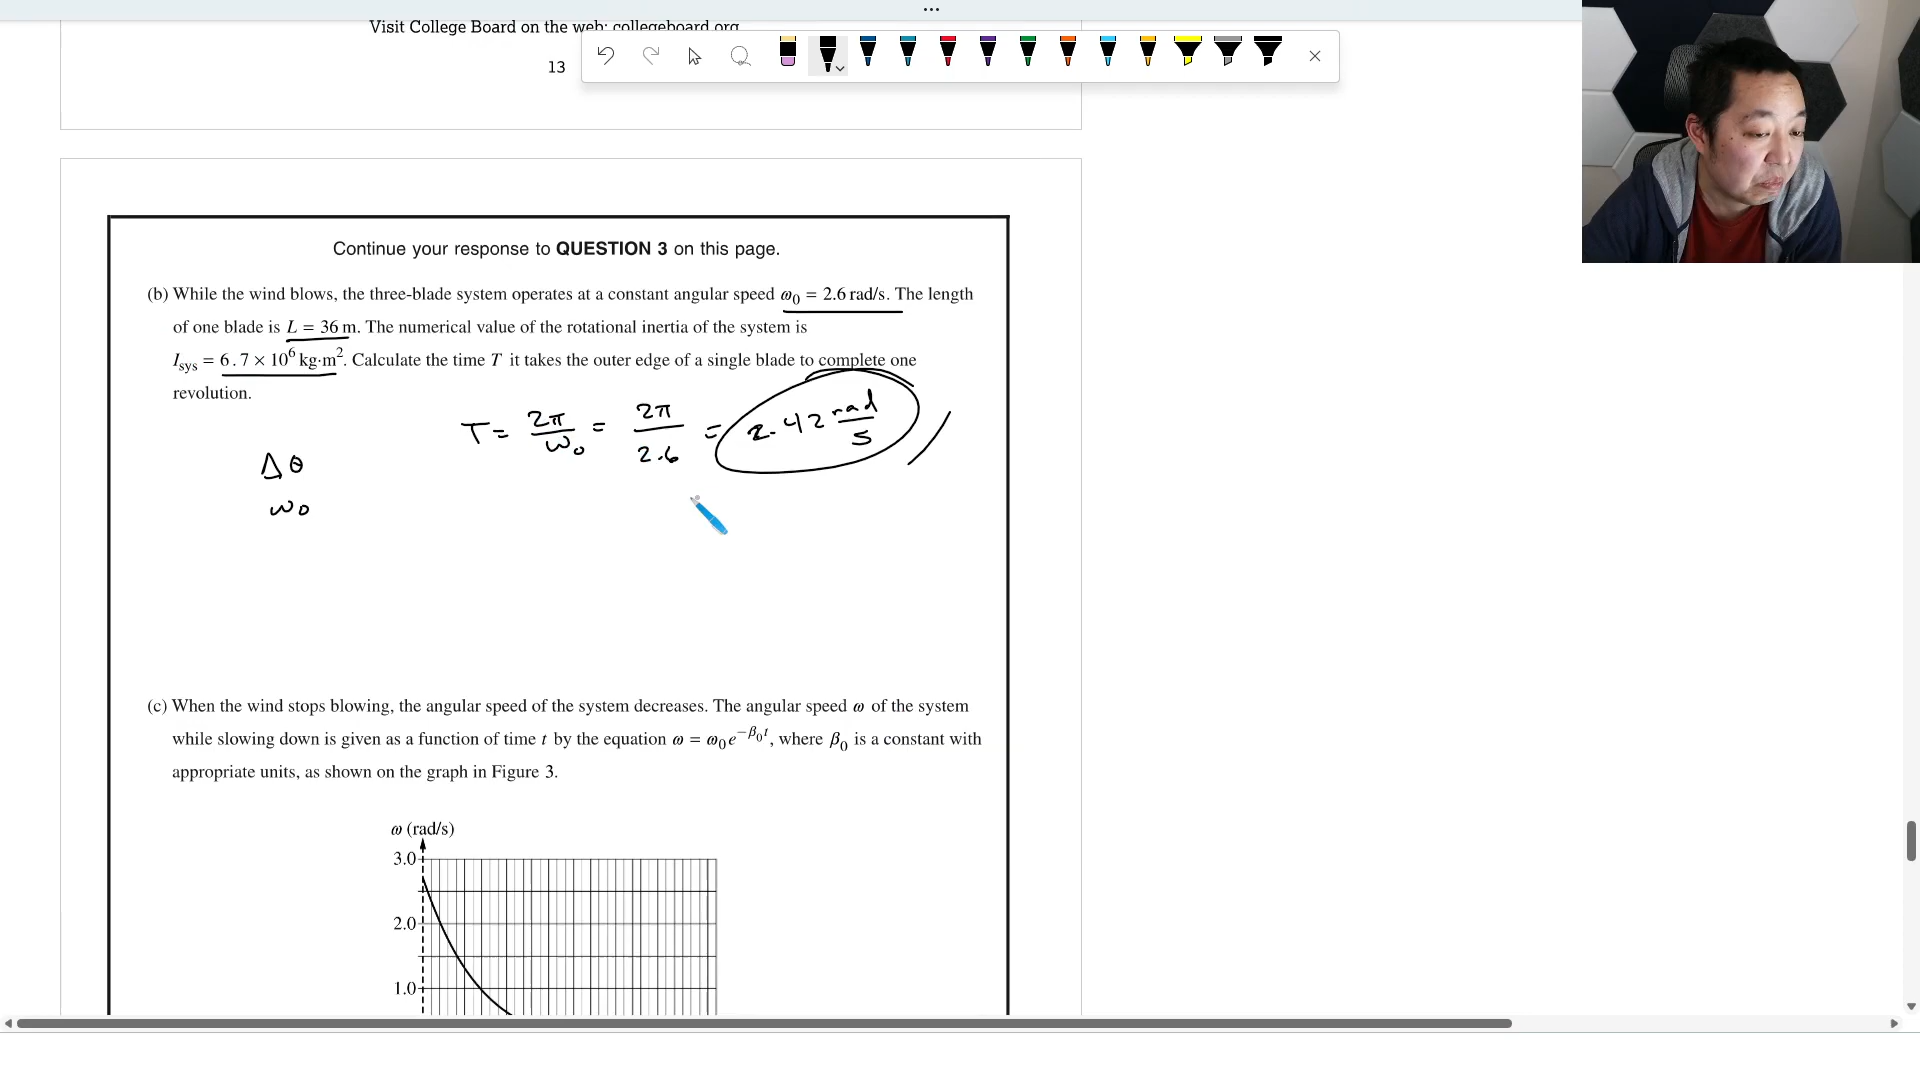 Visit College Board on the web: collegeboard.org
13
Continue your response to QUESTION 3 on this page.
(b) While the wind blows, the three-blade system operates at a constant angular speed ω₀ = 2.6 rad/s. The length
of one blade is L = 36 m. The numerical value of the rotational inertia of the system is
I_sys = 6.7 × 10⁶ kg·m². Calculate the time T it takes the outer edge of a single blade to complete one
revolution.
T = 2π/ω₀ = 2π/2.6 = 2.42 rad/s
Δθ
ω₀
(c) When the wind stops blowing, the angular speed of the system decreases. The angular speed ω of the system
while slowing down is given as a function of time t by the equation ω = ω₀e^(−β₀t), where β₀ is a constant with
appropriate units, as shown on the graph in Figure 3.
ω (rad/s)
3.0
2.0
1.0